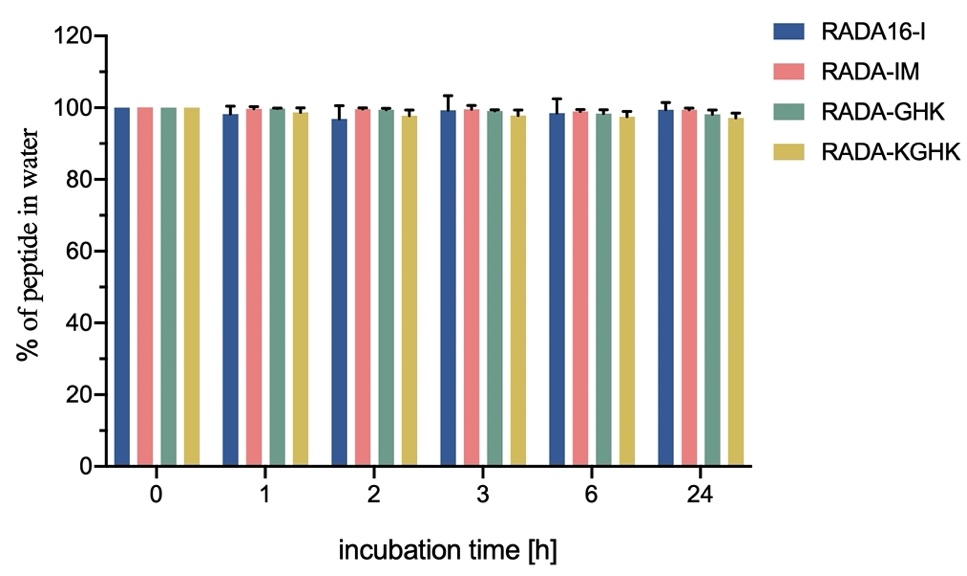 120
100
80
60
40
20
0
% of peptide in water
0 1 2 3 6 24
incubation time [h]
RADA16-I
RADA-IM
RADA-GHK
RADA-KGHK